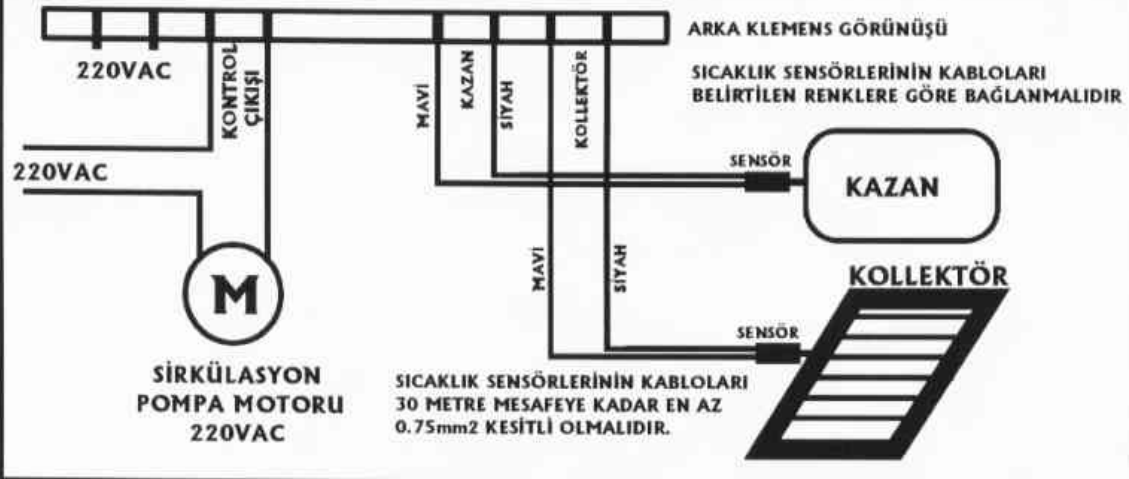 ARKA KLEMENS GÖRÜNÜŞÜ
220VAC
KONTROL
ÇIKIŞI
MAVİ
KAZAN
SİYAH
KOLLEKTÖR
SICAKLIK SENSÖRLERİNİN KABLOLARI
BELİRTİLEN RENKLERE GÖRE BAĞLANMALIDIR
220VAC
SENSÖR
KAZAN
MAVİ
SİYAH
KOLLEKTÖR
SENSÖR
M
SİRKÜLASYON
POMPA MOTORU
220VAC
SICAKLIK SENSÖRLERİNİN KABLOLARI
30 METRE MESAFEYE KADAR EN AZ
0.75mm2 KESİTLİ OLMALIDIR.